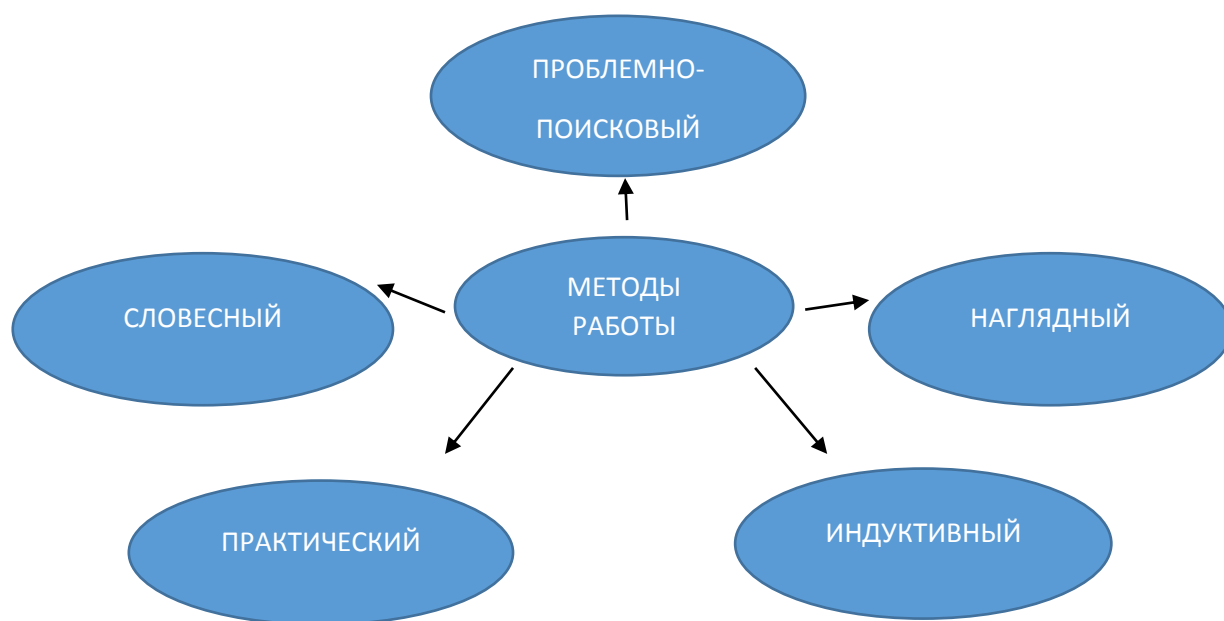 ПРОБЛЕМНО-
ПОИСКОВЫЙ
МЕТОДЫ
РАБОТЫ
СЛОВЕСНЫЙ
НАГЛЯДНЫЙ
ПРАКТИЧЕСКИЙ
ИНДУКТИВНЫЙ